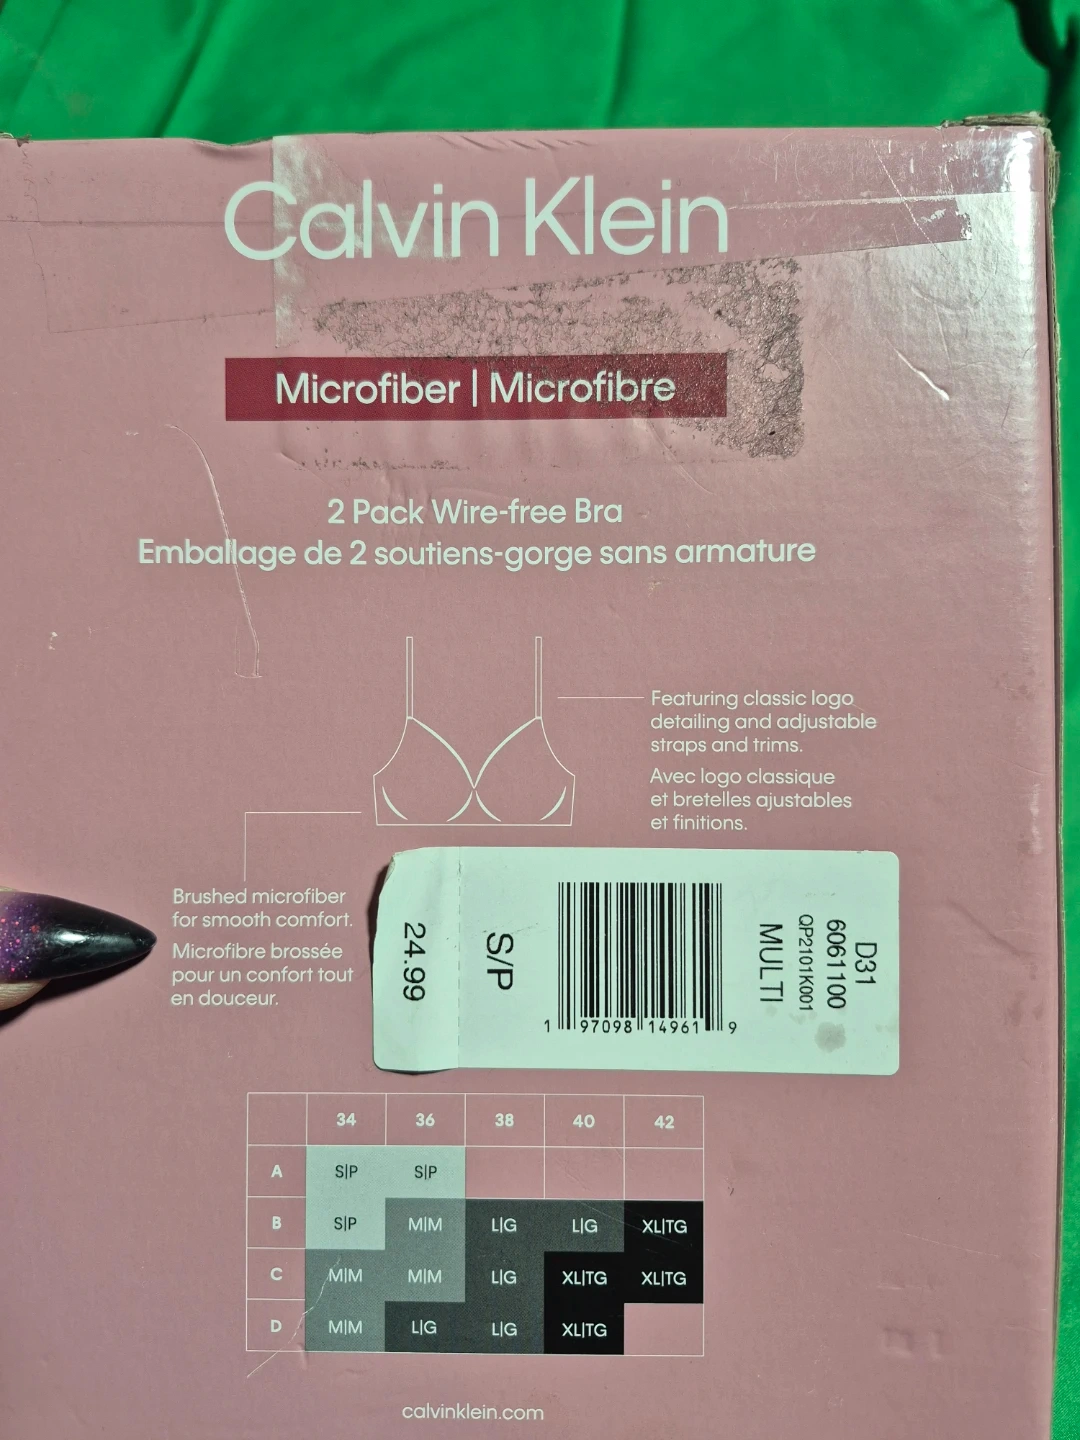 Calvin Klein
Microfiber | Microfibre
2 Pack Wire-free Bra
Emballage de 2 soutiens-gorge sans armature
Featuring classic logo
detailing and adjustable
straps and trims.
Avec logo classique
et bretelles ajustables
et finitions.
Brushed microfiber
for smooth comfort.
Microfibre brossée
pour un confort tout
en douceur.
D31
6061100
QP2101K001
MULTI
1 97098 14961 9
S/P
24.99
34 36 38 40 42
A S|P S|P
B S|P M|M L|G L|G XL|TG
C M|M M|M L|G XL|TG XL|TG
D M|M L|G L|G XL|TG
calvinklein.com